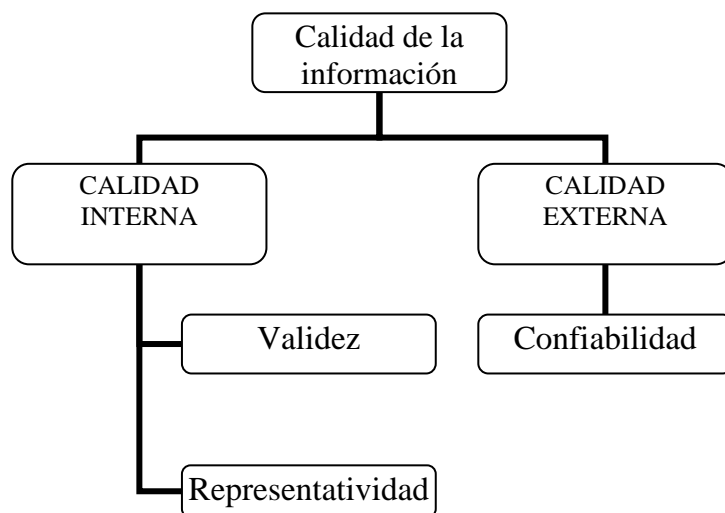 Calidad de la
información
CALIDAD
INTERNA
CALIDAD
EXTERNA
Validez
Confiabilidad
Representatividad